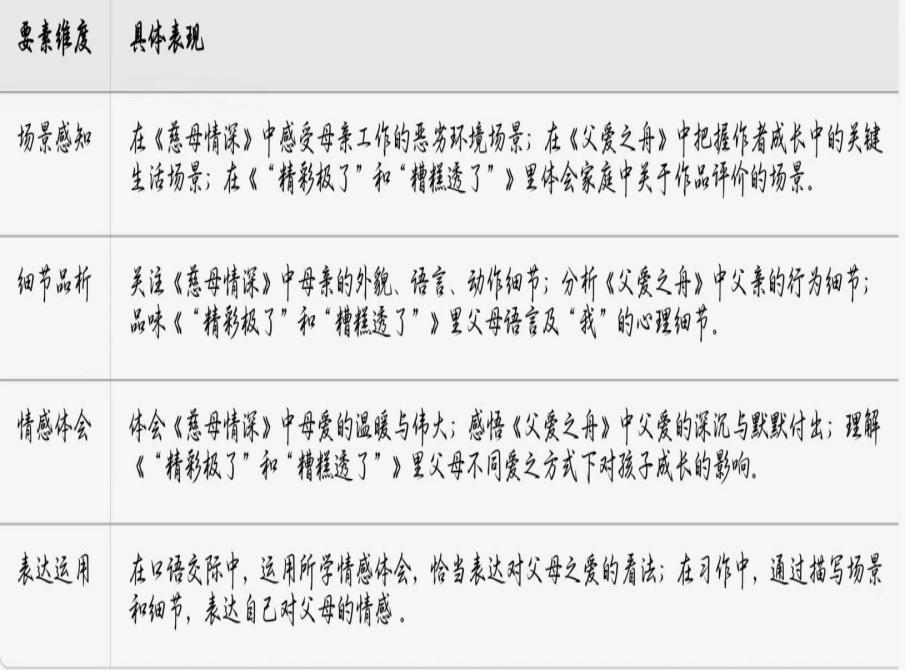 要素维度 具体表现
场景感知 在《慈母情深》中感受母亲工作的恶劣环境场景；在《父爱之舟》中把握作者成长中的关键
生活场景；在《“精彩极了”和“糟糕透了”》里体会家庭中关于作品评价的场景。
细节品析 关注《慈母情深》中母亲的外貌、语言、动作细节；分析《父爱之舟》中父亲的行为细节；
品味《“精彩极了”和“糟糕透了”》里父母语言及“我”的心理细节。
情感体会 体会《慈母情深》中母爱的温暖与伟大；感悟《父爱之舟》中父爱的深沉与默默付出；理解
《“精彩极了”和“糟糕透了”》里父母不同爱之方式下对孩子成长的影响。
表达运用 在口语交际中，运用所学情感体会，恰当表达对父母之爱的看法；在习作中，通过描写场景
和细节，表达自己对父母的情感。